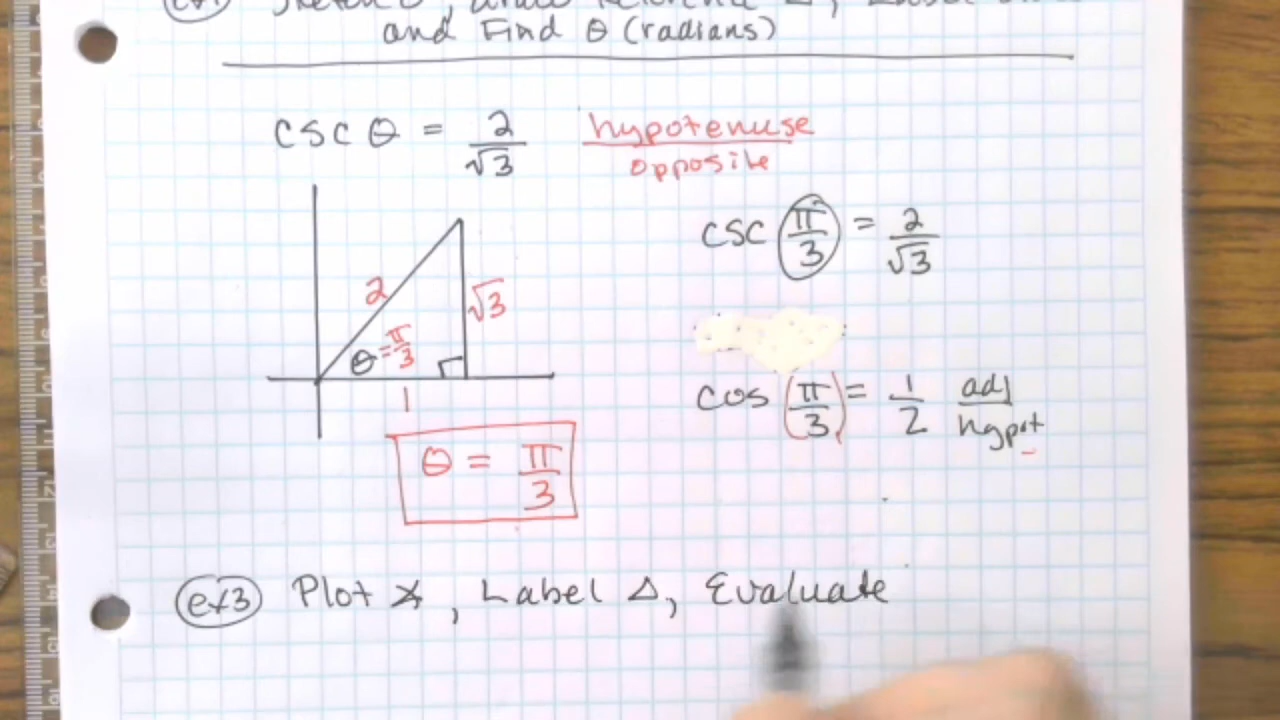 and Find θ (radians)
csc θ = 2/√3 hypotenuse/opposite
csc π/3 = 2/√3
2
√3
θ = π/3
1
cos (π/3) = 1/2 adj/hypot
θ = π/3
ex3 Plot ∡, Label △, Evaluate